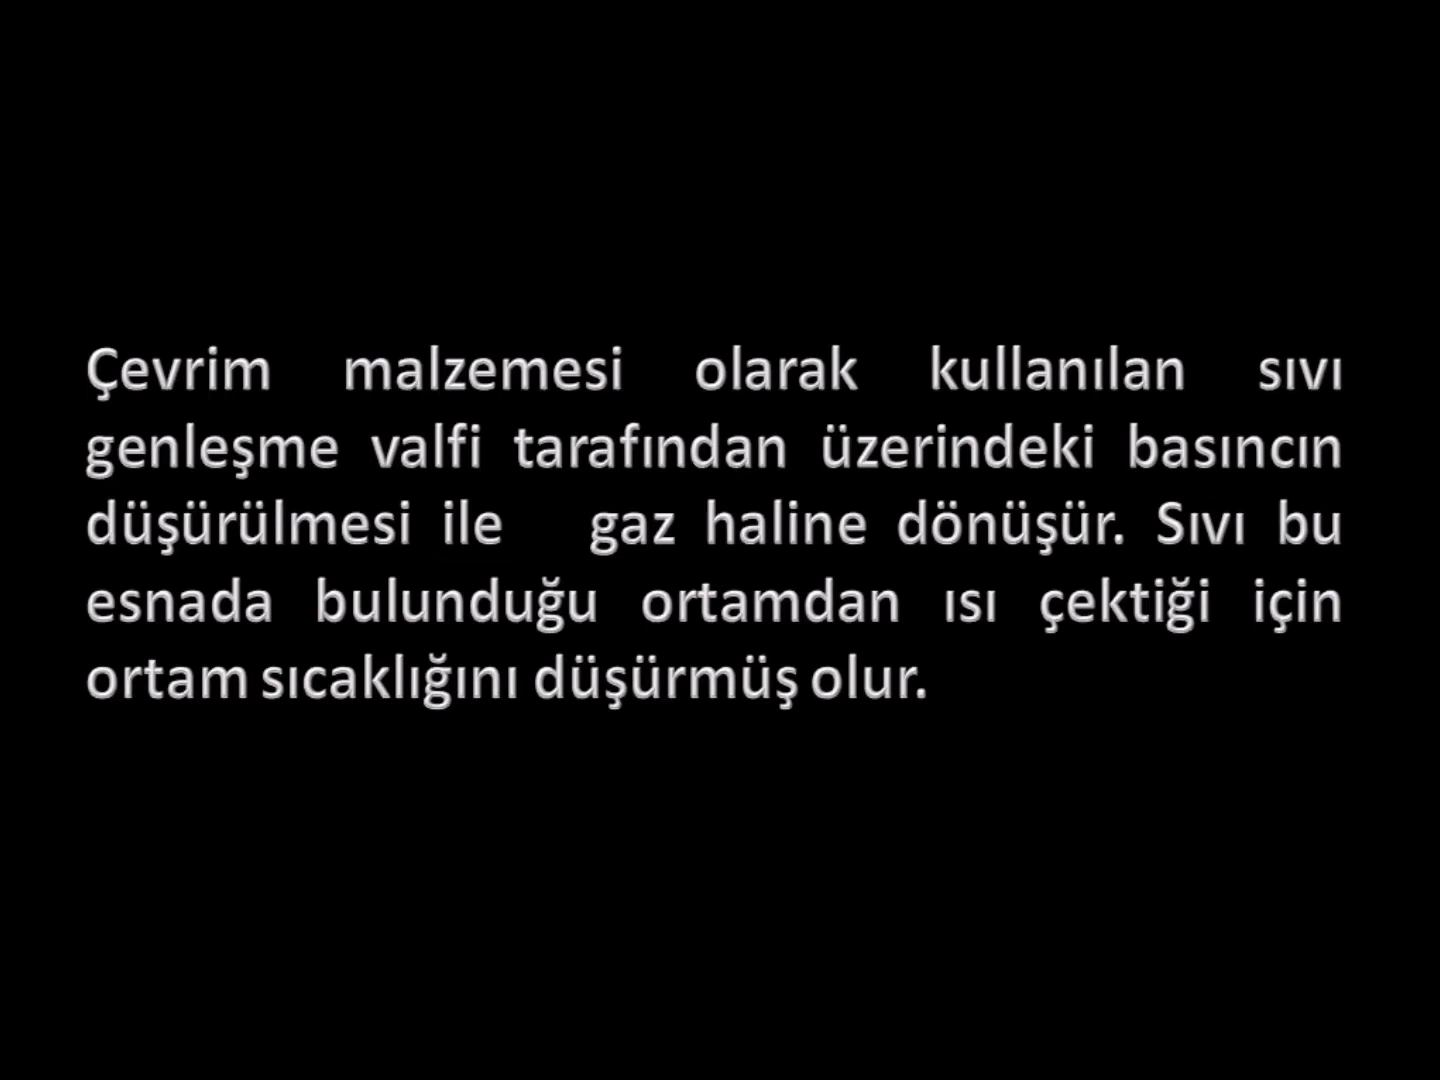 Çevrim malzemesi olarak kullanılan sıvı
genleşme valfi tarafından üzerindeki basıncın
düşürülmesi ile gaz haline dönüşür. Sıvı bu
esnada bulunduğu ortamdan ısı çektiği için
ortam sıcaklığını düşürmüş olur.